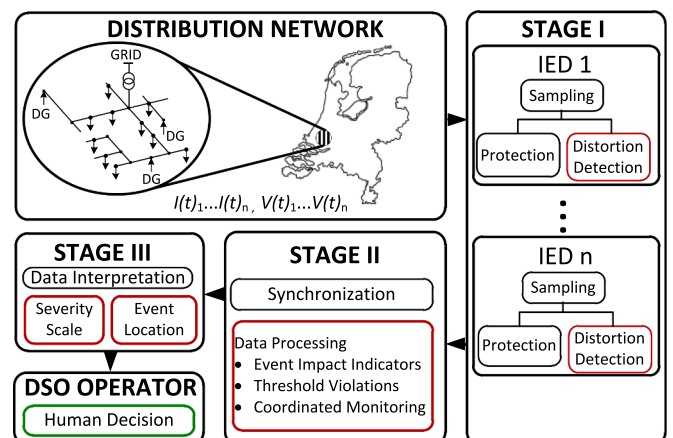 DISTRIBUTION NETWORK
GRID
DG
DG
DG
I(t)1...I(t)n , V(t)1...V(t)n
STAGE I
IED 1
Sampling
Protection
Distortion
Detection
IED n
Sampling
Protection
Distortion
Detection
STAGE II
Synchronization
Data Processing
• Event Impact Indicators
• Threshold Violations
• Coordinated Monitoring
STAGE III
Data Interpretation
Severity
Scale
Event
Location
DSO OPERATOR
Human Decision